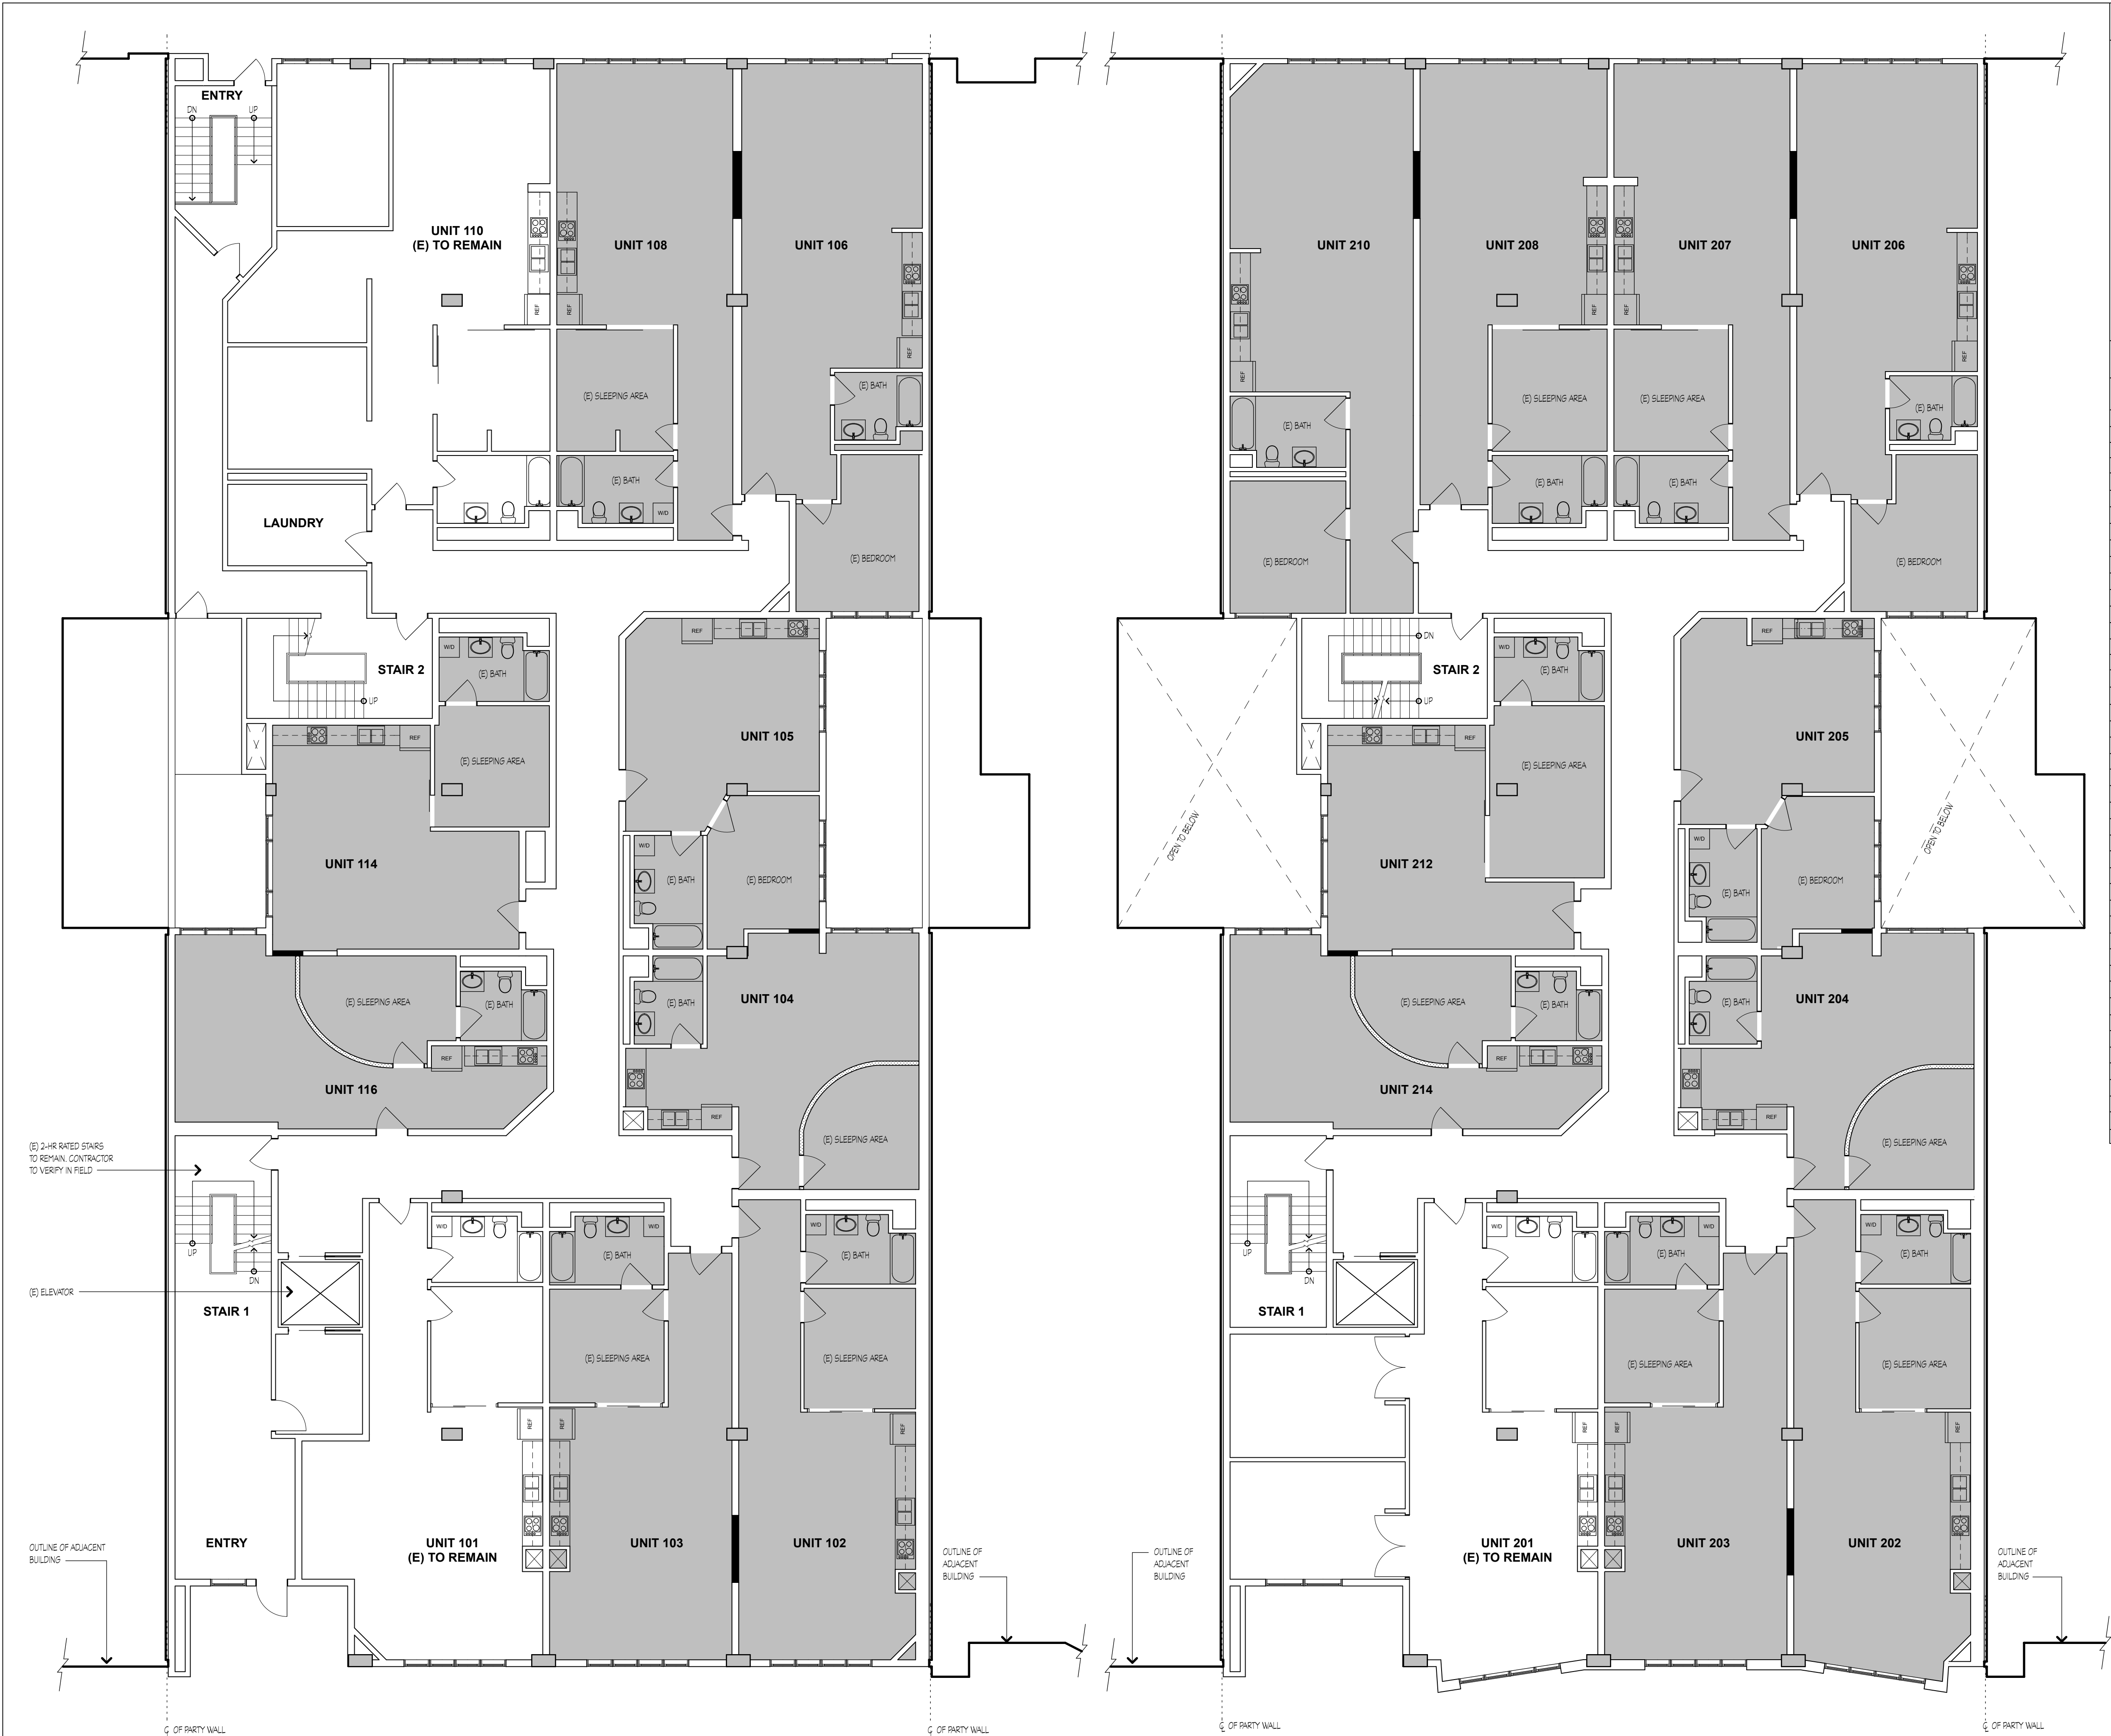 ENTRY
DN
UP
UNIT 110
(E) TO REMAIN
UNIT 108
UNIT 106
REF
REF
REF
(E) SLEEPING AREA
(E) BATH
(E) BATH
W/D
LAUNDRY
(E) BEDROOM
STAIR 2
UP
W/D
(E) BATH
REF
UNIT 105
REF
(E) SLEEPING AREA
UNIT 114
W/D
(E) BATH
(E) BEDROOM
(E) SLEEPING AREA
(E) BATH
(E) BATH
UNIT 104
REF
UNIT 116
REF
(E) SLEEPING AREA
(E) 2-HR RATED STAIRS
TO REMAIN. CONTRACTOR
TO VERIFY IN FIELD
UP
DN
W/D
W/D
(E) BATH
W/D
(E) BATH
(E) ELEVATOR
STAIR 1
(E) SLEEPING AREA
(E) SLEEPING AREA
REF
REF
REF
ENTRY
UNIT 101
(E) TO REMAIN
UNIT 103
UNIT 102
OUTLINE OF ADJACENT
BUILDING
OUTLINE OF
ADJACENT
BUILDING
℄ OF PARTY WALL
℄ OF PARTY WALL
UNIT 210
UNIT 208
UNIT 207
UNIT 206
REF
REF
REF
REF
(E) SLEEPING AREA
(E) SLEEPING AREA
(E) BATH
(E) BATH
(E) BATH
(E) BATH
(E) BEDROOM
(E) BEDROOM
DN
STAIR 2
UP
W/D
(E) BATH
REF
UNIT 205
REF
(E) SLEEPING AREA
OPEN TO BELOW
OPEN TO BELOW
UNIT 212
W/D
(E) BATH
(E) BEDROOM
(E) SLEEPING AREA
(E) BATH
(E) BATH
UNIT 204
REF
UNIT 214
REF
(E) SLEEPING AREA
UP
DN
W/D
W/D
(E) BATH
W/D
(E) BATH
STAIR 1
(E) SLEEPING AREA
(E) SLEEPING AREA
REF
REF
REF
UNIT 201
(E) TO REMAIN
UNIT 203
UNIT 202
OUTLINE OF
ADJACENT
BUILDING
OUTLINE OF
ADJACENT
BUILDING
℄ OF PARTY WALL
℄ OF PARTY WALL